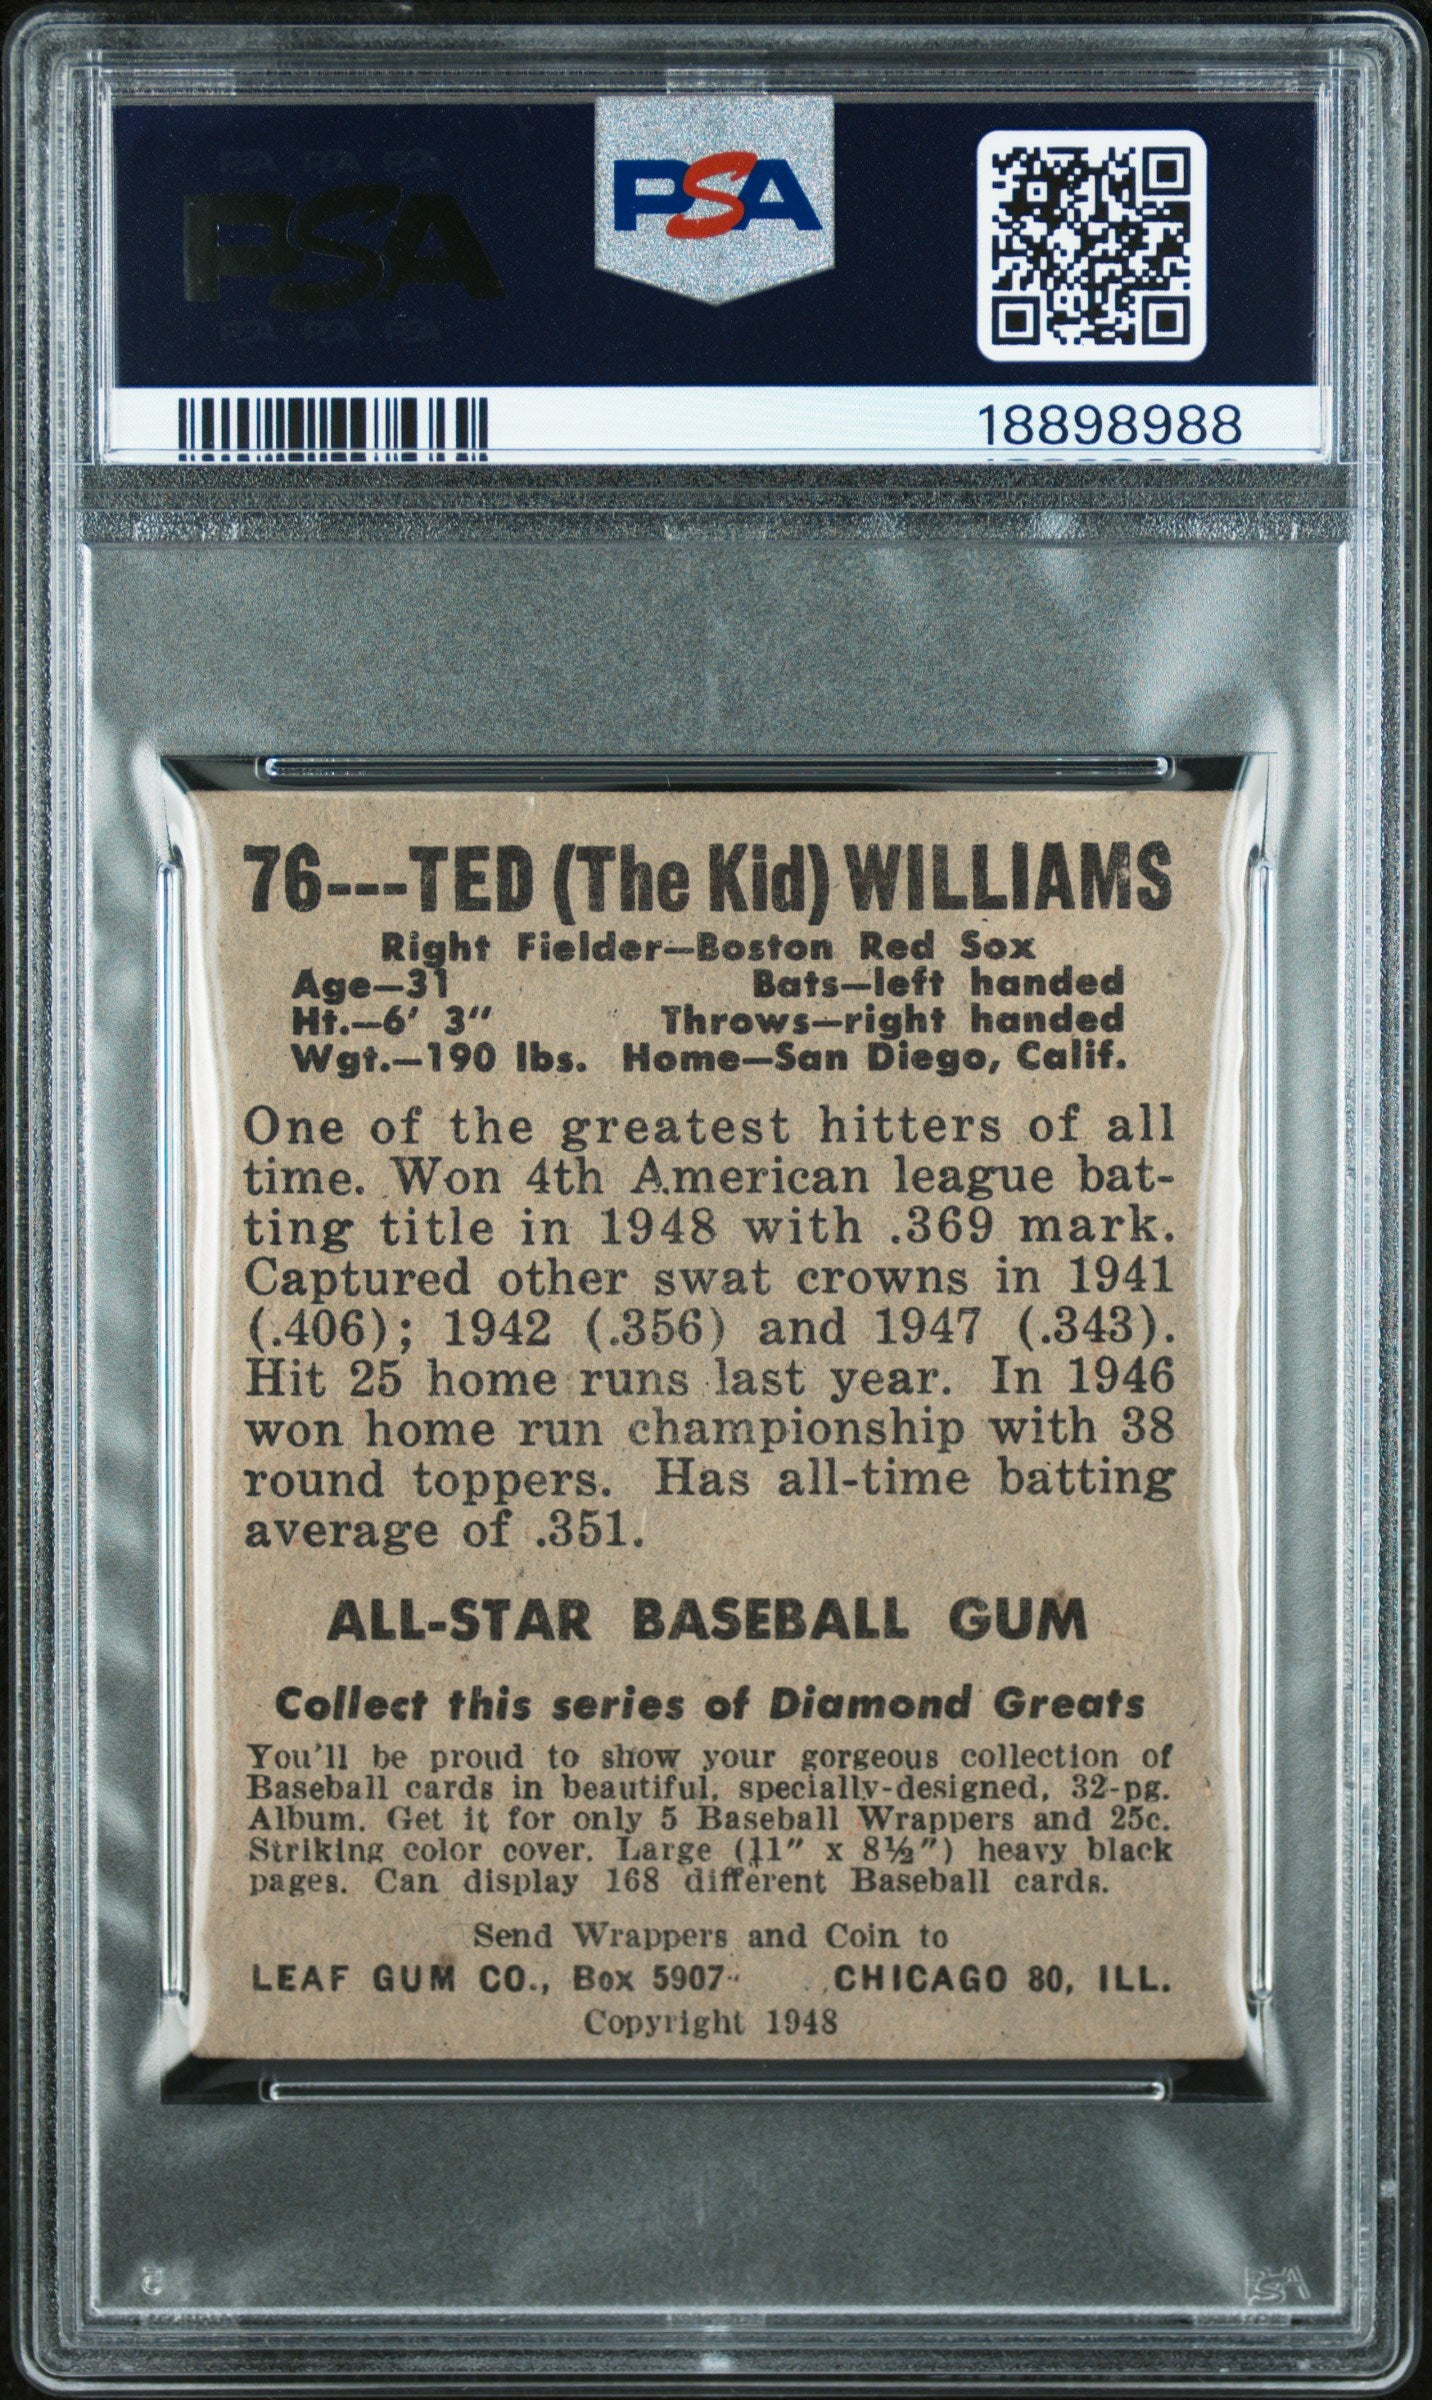 PSA
PSA
18898988
76---TED (The Kid) WILLIAMS
Right Fielder—Boston Red Sox
Age—31 Bats—left handed
Ht.—6' 3" Throws—right handed
Wgt.—190 lbs. Home—San Diego, Calif.
One of the greatest hitters of all
time. Won 4th American league bat-
ting title in 1948 with .369 mark.
Captured other swat crowns in 1941
(.406); 1942 (.356) and 1947 (.343).
Hit 25 home runs last year. In 1946
won home run championship with 38
round toppers. Has all-time batting
average of .351.
ALL-STAR BASEBALL GUM
Collect this series of Diamond Greats
You'll be proud to show your gorgeous collection of
Baseball cards in beautiful, specially-designed, 32-pg.
Album. Get it for only 5 Baseball Wrappers and 25c.
Striking color cover. Large (11" x 8½") heavy black
pages. Can display 168 different Baseball cards.
Send Wrappers and Coin to
LEAF GUM CO., Box 5907 CHICAGO 80, ILL.
Copyright 1948
PSA